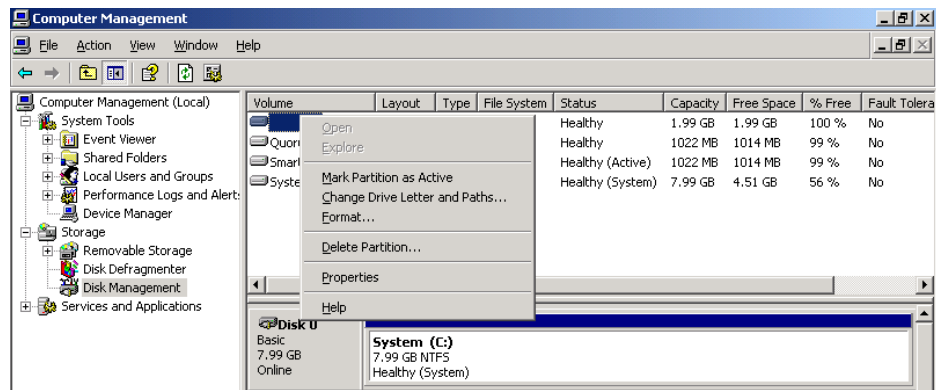 Computer Management
File Action View Window Help
Computer Management (Local)
System Tools
Event Viewer
Shared Folders
Local Users and Groups
Performance Logs and Alert
Device Manager
Storage
Removable Storage
Disk Defragmenter
Disk Management
Services and Applications
Volume Layout Type File System Status Capacity Free Space % Free Fault Tolera
Healthy 1.99 GB 1.99 GB 100 % No
Quor Healthy 1022 MB 1014 MB 99 % No
Smar Healthy (Active) 1022 MB 1014 MB 99 % No
Syste Healthy (System) 7.99 GB 4.51 GB 56 % No
Open
Explore
Mark Partition as Active
Change Drive Letter and Paths...
Format...
Delete Partition...
Properties
Help
Disk 0
Basic
7.99 GB
Online
System (C:)
7.99 GB NTFS
Healthy (System)